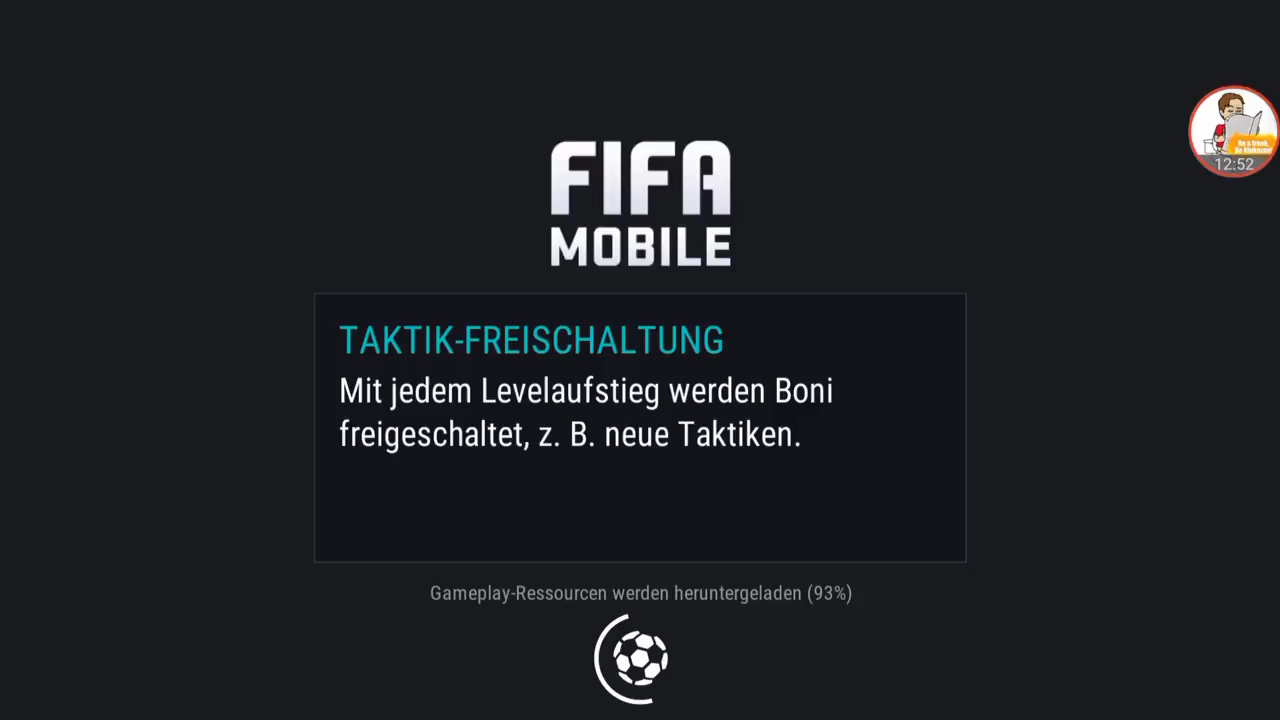 FIFA
MOBILE
TAKTIK-FREISCHALTUNG
Mit jedem Levelaufstieg werden Boni
freigeschaltet, z. B. neue Taktiken.
Gameplay-Ressourcen werden heruntergeladen (93%)
12:52